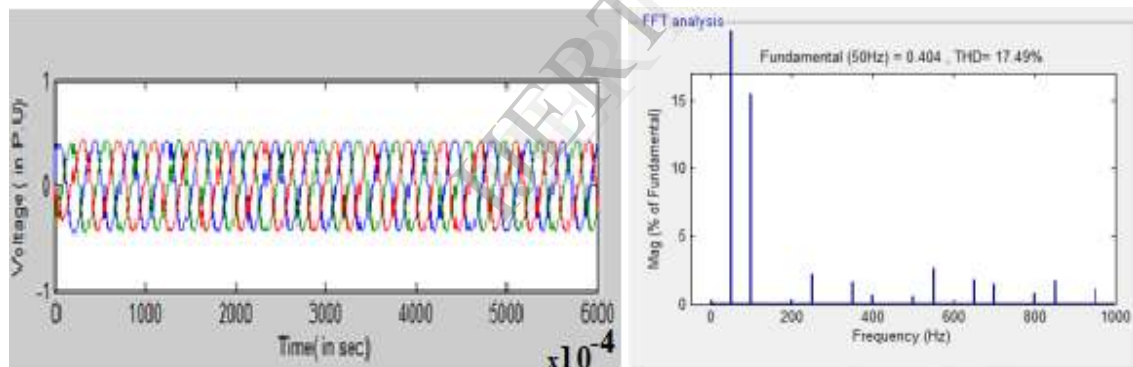 Voltage ( in P.U)
1
0
-1
0 1000 2000 3000 4000 5000 6000
Time( in sec)
x10-4
IJERT
FFT analysis
Fundamental (50Hz) = 0.404 , THD= 17.49%
Mag (% of Fundamental)
15
10
5
0
0 200 400 600 800 1000
Frequency (Hz)